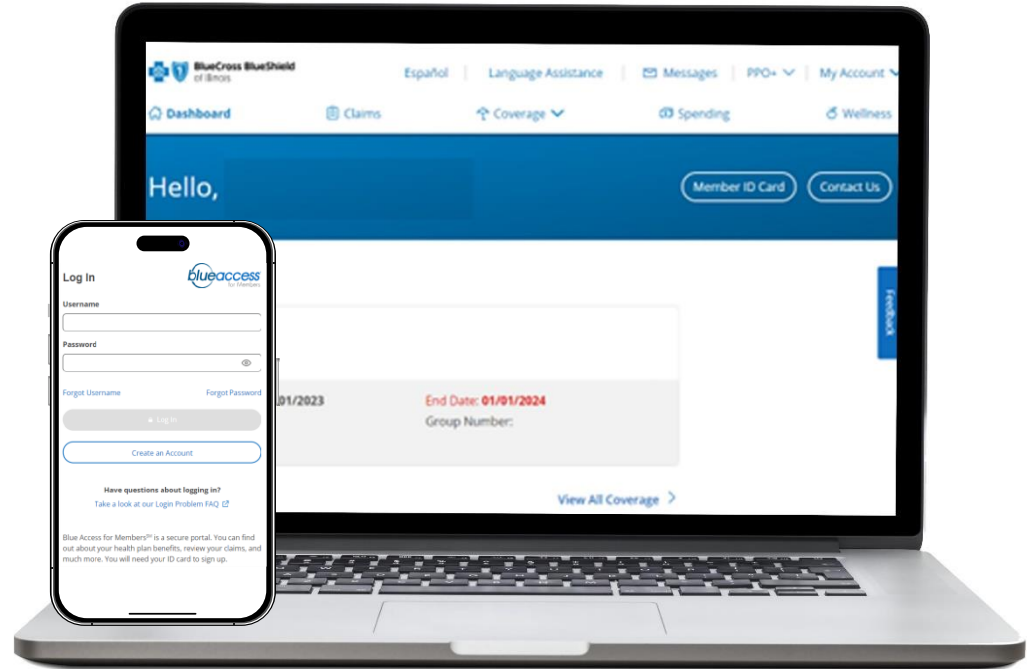 BlueCross BlueShield
of Illinois
Español
Language Assistance
Messages
PPO+
My Account
Dashboard
Claims
Coverage
Spending
Wellness
Hello,
Member ID Card
Contact Us
Feedback
01/2023
End Date: 01/01/2024
Group Number:
View All Coverage
Log In
blueaccess
for Members
Username
Password
Forgot Username
Forgot Password
Log In
Create an Account
Have questions about logging in?
Take a look at our Login Problem FAQ
Blue Access for Members℠ is a secure portal. You can find
out about your health plan benefits, review your claims, and
much more. You will need your ID card to sign up.